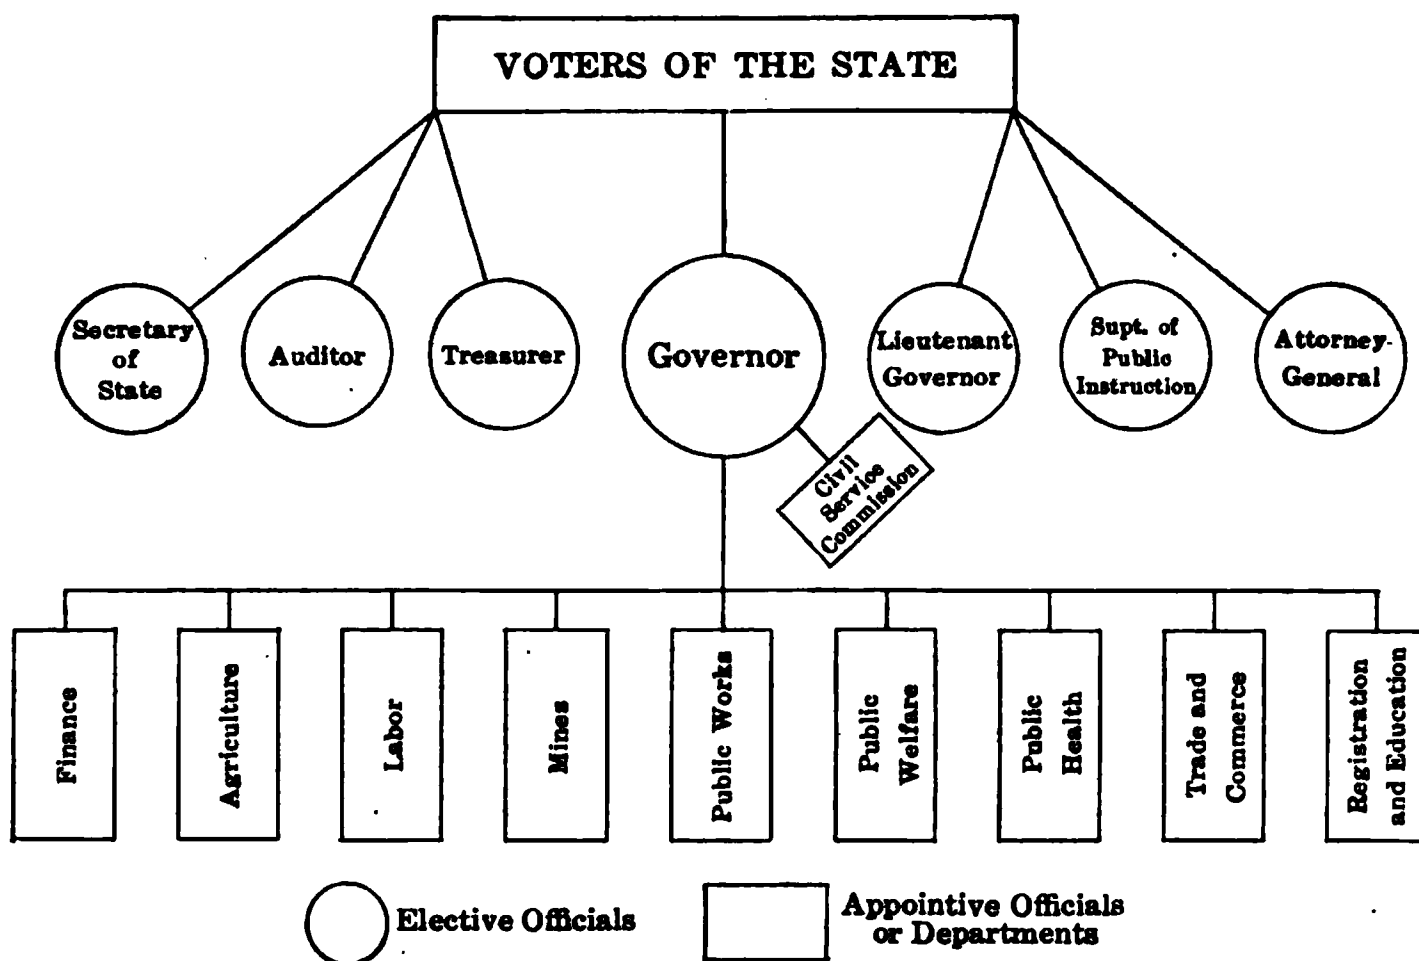 VOTERS OF THE STATE
Secretary
of
State
Auditor
Treasurer
Governor
Lieutenant
Governor
Supt. of
Public
Instruction
Attorney-
General
Civil
Service
Commission
Finance
Agriculture
Labor
Mines
Public Works
Public
Welfare
Public
Health
Trade and
Commerce
Registration
and Education
Elective Officials
Appointive Officials
or Departments